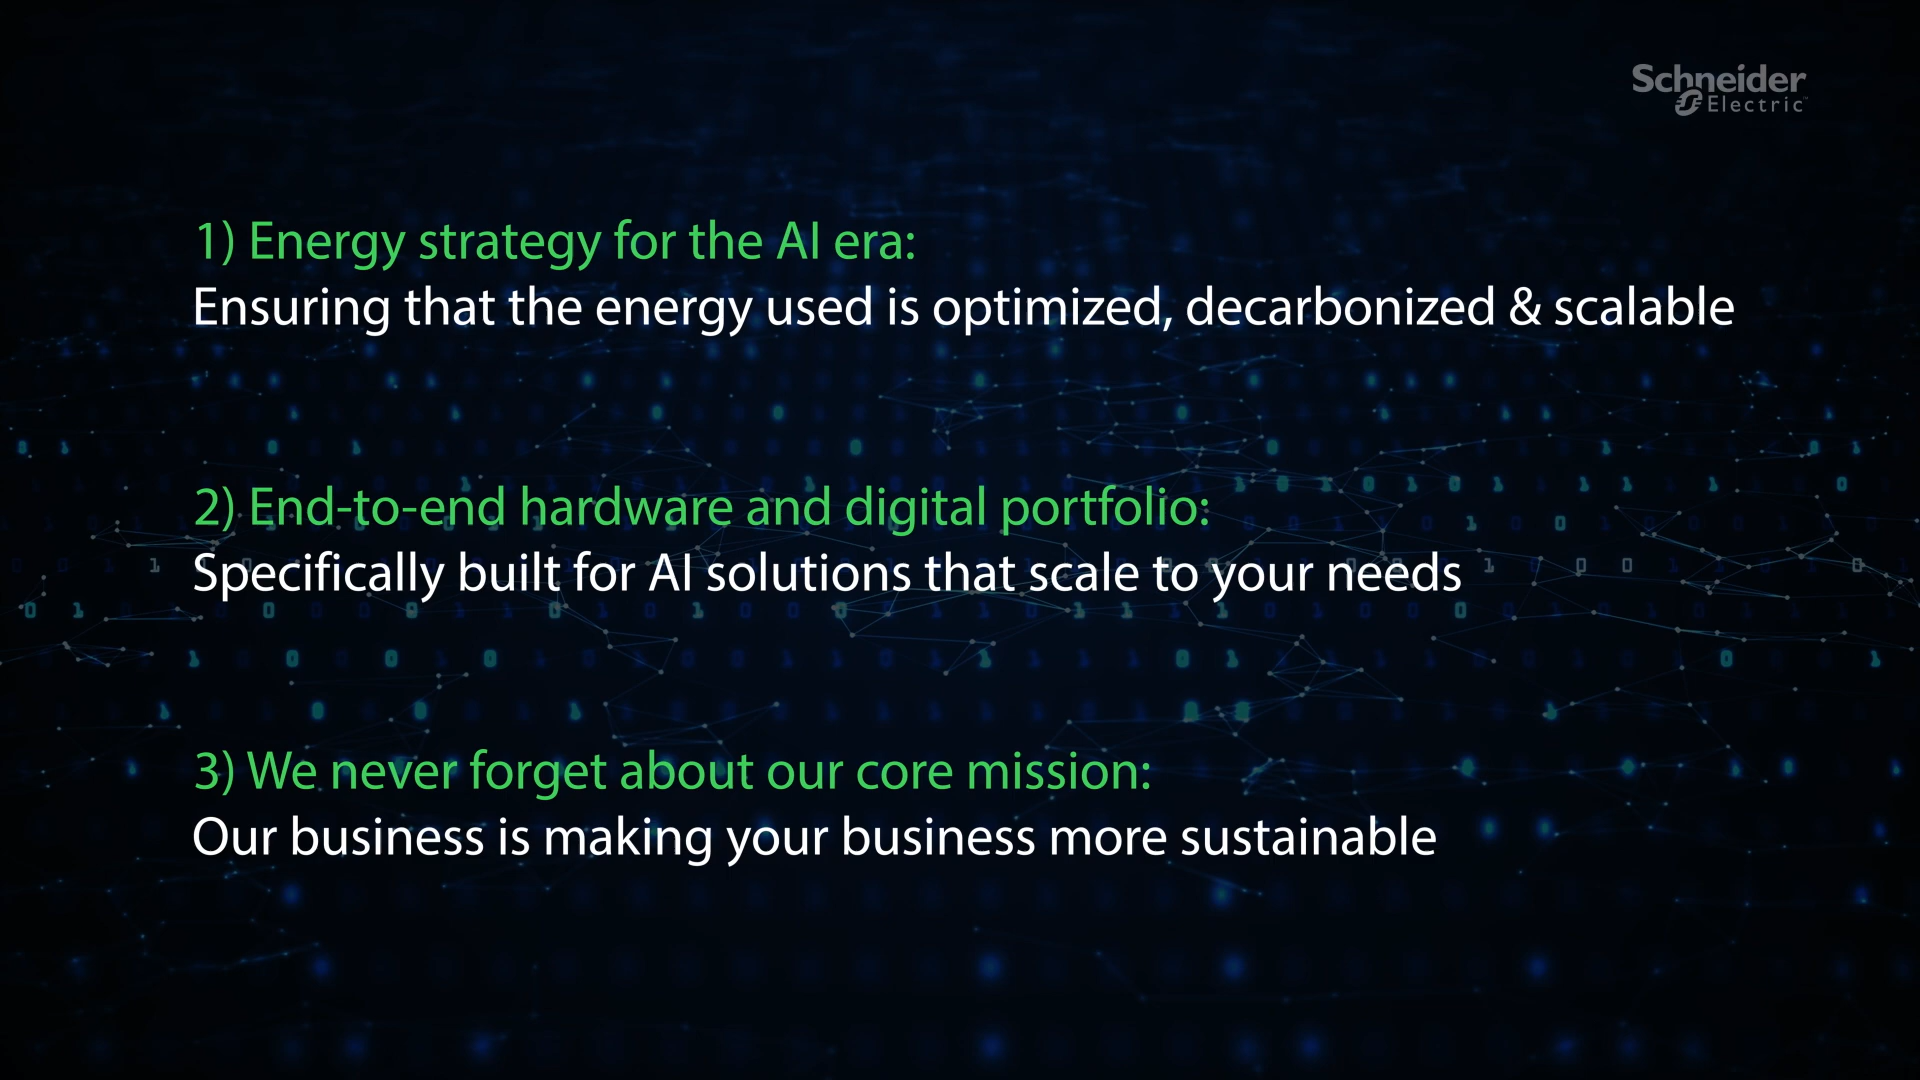 Schneider
Electric™
1) Energy strategy for the AI era:
Ensuring that the energy used is optimized, decarbonized & scalable
2) End-to-end hardware and digital portfolio:
Specifically built for AI solutions that scale to your needs
3) We never forget about our core mission:
Our business is making your business more sustainable